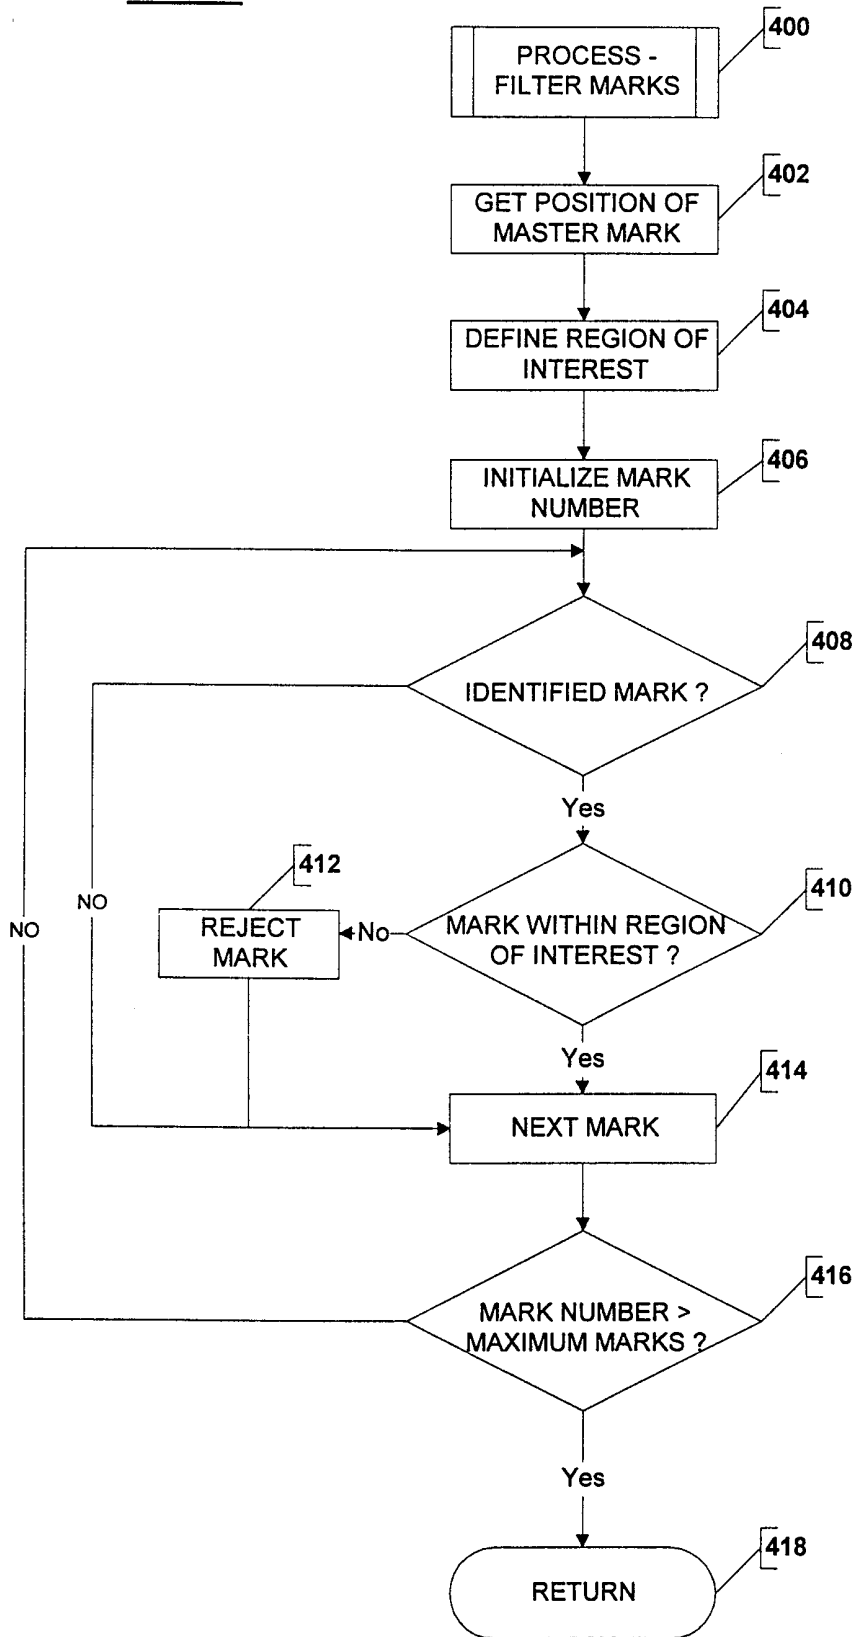 400
PROCESS -
FILTER MARKS
402
GET POSITION OF
MASTER MARK
404
DEFINE REGION OF
INTEREST
406
INITIALIZE MARK
NUMBER
408
IDENTIFIED MARK ?
Yes
412
410
NO
NO
REJECT
MARK
No
MARK WITHIN REGION
OF INTEREST ?
Yes
414
NEXT MARK
416
MARK NUMBER >
MAXIMUM MARKS ?
Yes
418
RETURN